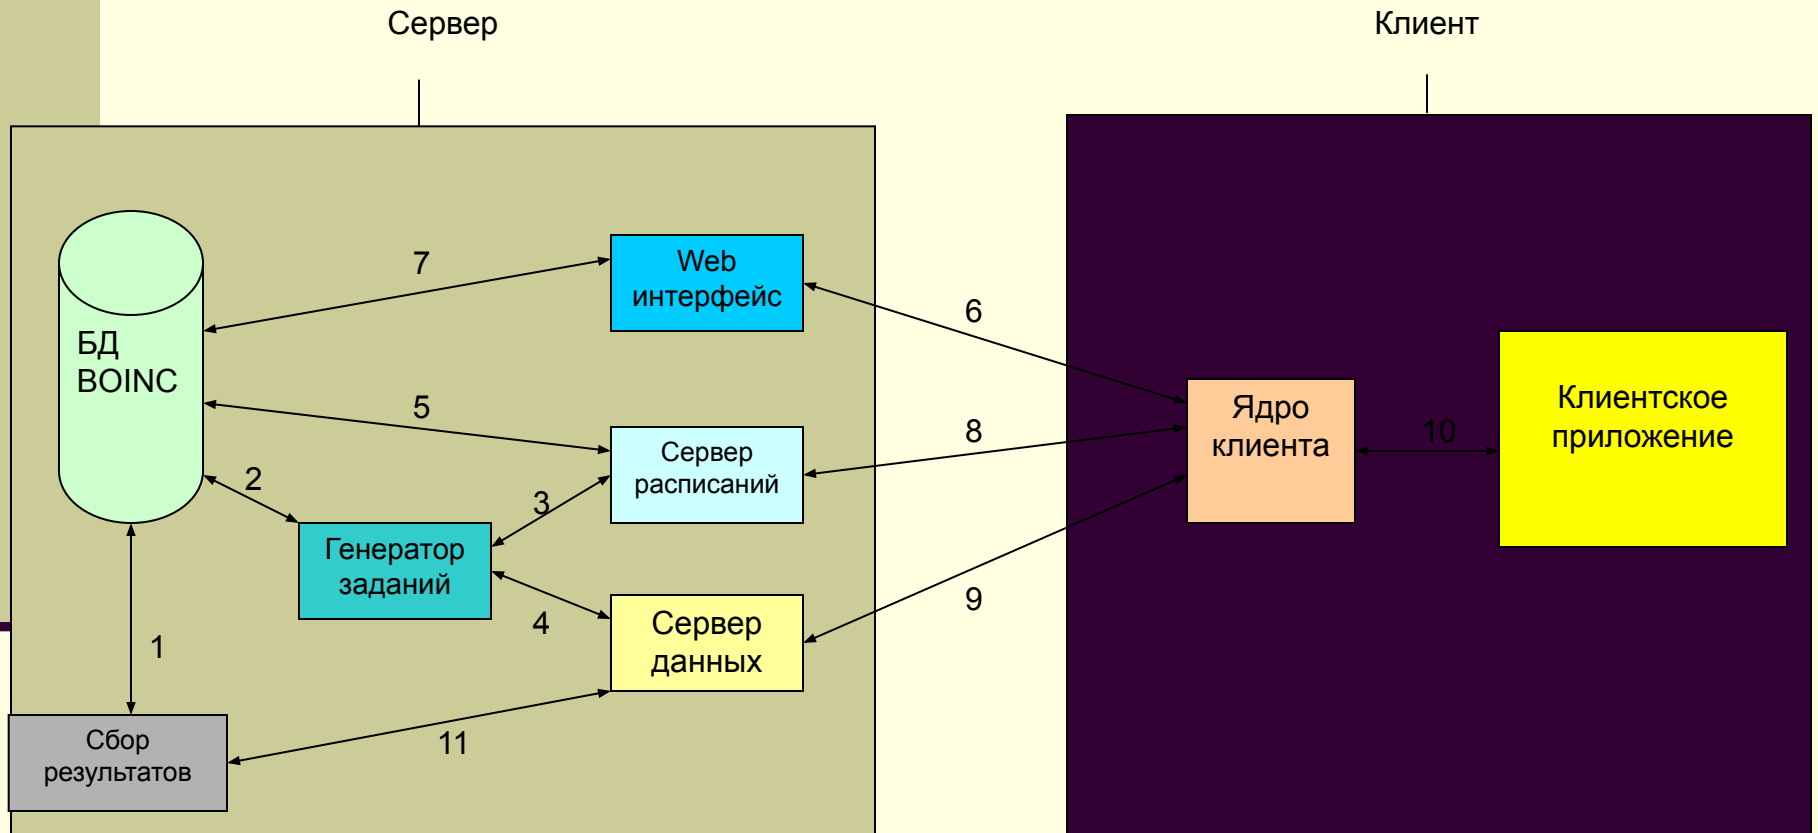 Сервер
Клиент
7
Web
интерфейс
6
БД
BOINC
5
Сервер
расписаний
8
Ядро
клиента
10
Клиентское
приложение
2
3
Генератор
заданий
4
Сервер
данных
9
1
11
Сбор
результатов